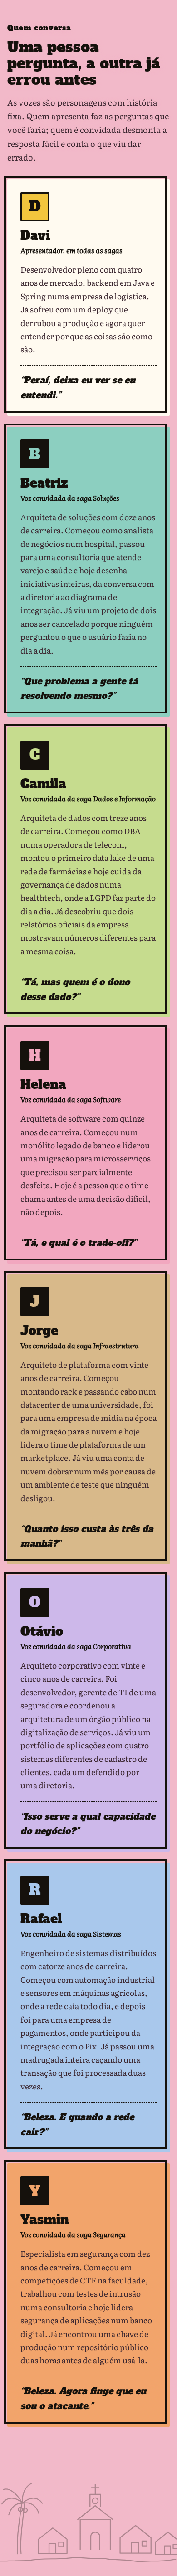 Quem conversa
Uma pessoa
pergunta, a outra já
errou antes
As vozes são personagens com história
fixa. Quem apresenta faz as perguntas que
você faria; quem é convidada desmonta a
resposta fácil e conta o que viu dar
errado.
D
Davi
Apresentador, em todas as sagas
Desenvolvedor pleno com quatro
anos de mercado, backend em Java e
Spring numa empresa de logística.
Já sofreu com um deploy que
derrubou a produção e agora quer
entender por que as coisas são como
são.
"Peraí, deixa eu ver se eu
entendi."
B
Beatriz
Voz convidada da saga Soluções
Arquiteta de soluções com doze anos
de carreira. Começou como analista
de negócios num hospital, passou
para uma consultoria que atende
varejo e saúde e hoje desenha
iniciativas inteiras, da conversa com
a diretoria ao diagrama de
integração. Já viu um projeto de dois
anos ser cancelado porque ninguém
perguntou o que o usuário fazia no
dia a dia.
"Que problema a gente tá
resolvendo mesmo?"
C
Camila
Voz convidada da saga Dados e Informação
Arquiteta de dados com treze anos
de carreira. Começou como DBA
numa operadora de telecom,
montou o primeiro data lake de uma
rede de farmácias e hoje cuida da
governança de dados numa
healthtech, onde a LGPD faz parte do
dia a dia. Já descobriu que dois
relatórios oficiais da empresa
mostravam números diferentes para
a mesma coisa.
"Tá, mas quem é o dono
desse dado?"
H
Helena
Voz convidada da saga Software
Arquiteta de software com quinze
anos de carreira. Começou num
monólito legado de banco e liderou
uma migração para microsserviços
que precisou ser parcialmente
desfeita. Hoje é a pessoa que o time
chama antes de uma decisão difícil,
não depois.
"Tá, e qual é o trade-off?"
J
Jorge
Voz convidada da saga Infraestrutura
Arquiteto de plataforma com vinte
anos de carreira. Começou
montando rack e passando cabo num
datacenter de uma universidade, foi
para uma empresa de mídia na época
da migração para a nuvem e hoje
lidera o time de plataforma de um
marketplace. Já viu uma conta de
nuvem dobrar num mês por causa de
um ambiente de teste que ninguém
desligou.
"Quanto isso custa às três da
manhã?"
O
Otávio
Voz convidada da saga Corporativa
Arquiteto corporativo com vinte e
cinco anos de carreira. Foi
desenvolvedor, gerente de TI de uma
seguradora e coordenou a
arquitetura de um órgão público na
digitalização de serviços. Já viu um
portfólio de aplicações com quatro
sistemas diferentes de cadastro de
clientes, cada um defendido por
uma diretoria.
"Isso serve a qual capacidade
do negócio?"
R
Rafael
Voz convidada da saga Sistemas
Engenheiro de sistemas distribuídos
com catorze anos de carreira.
Começou com automação industrial
e sensores em máquinas agrícolas,
onde a rede caía todo dia, e depois
foi para uma empresa de
pagamentos, onde participou da
integração com o Pix. Já passou uma
madrugada inteira caçando uma
transação que foi processada duas
vezes.
"Beleza. E quando a rede
cair?"
Y
Yasmin
Voz convidada da saga Segurança
Especialista em segurança com dez
anos de carreira. Começou em
competições de CTF na faculdade,
trabalhou com testes de intrusão
numa consultoria e hoje lidera
segurança de aplicações num banco
digital. Já encontrou uma chave de
produção num repositório público
duas horas antes de alguém usá-la.
"Beleza. Agora finge que eu
sou o atacante."